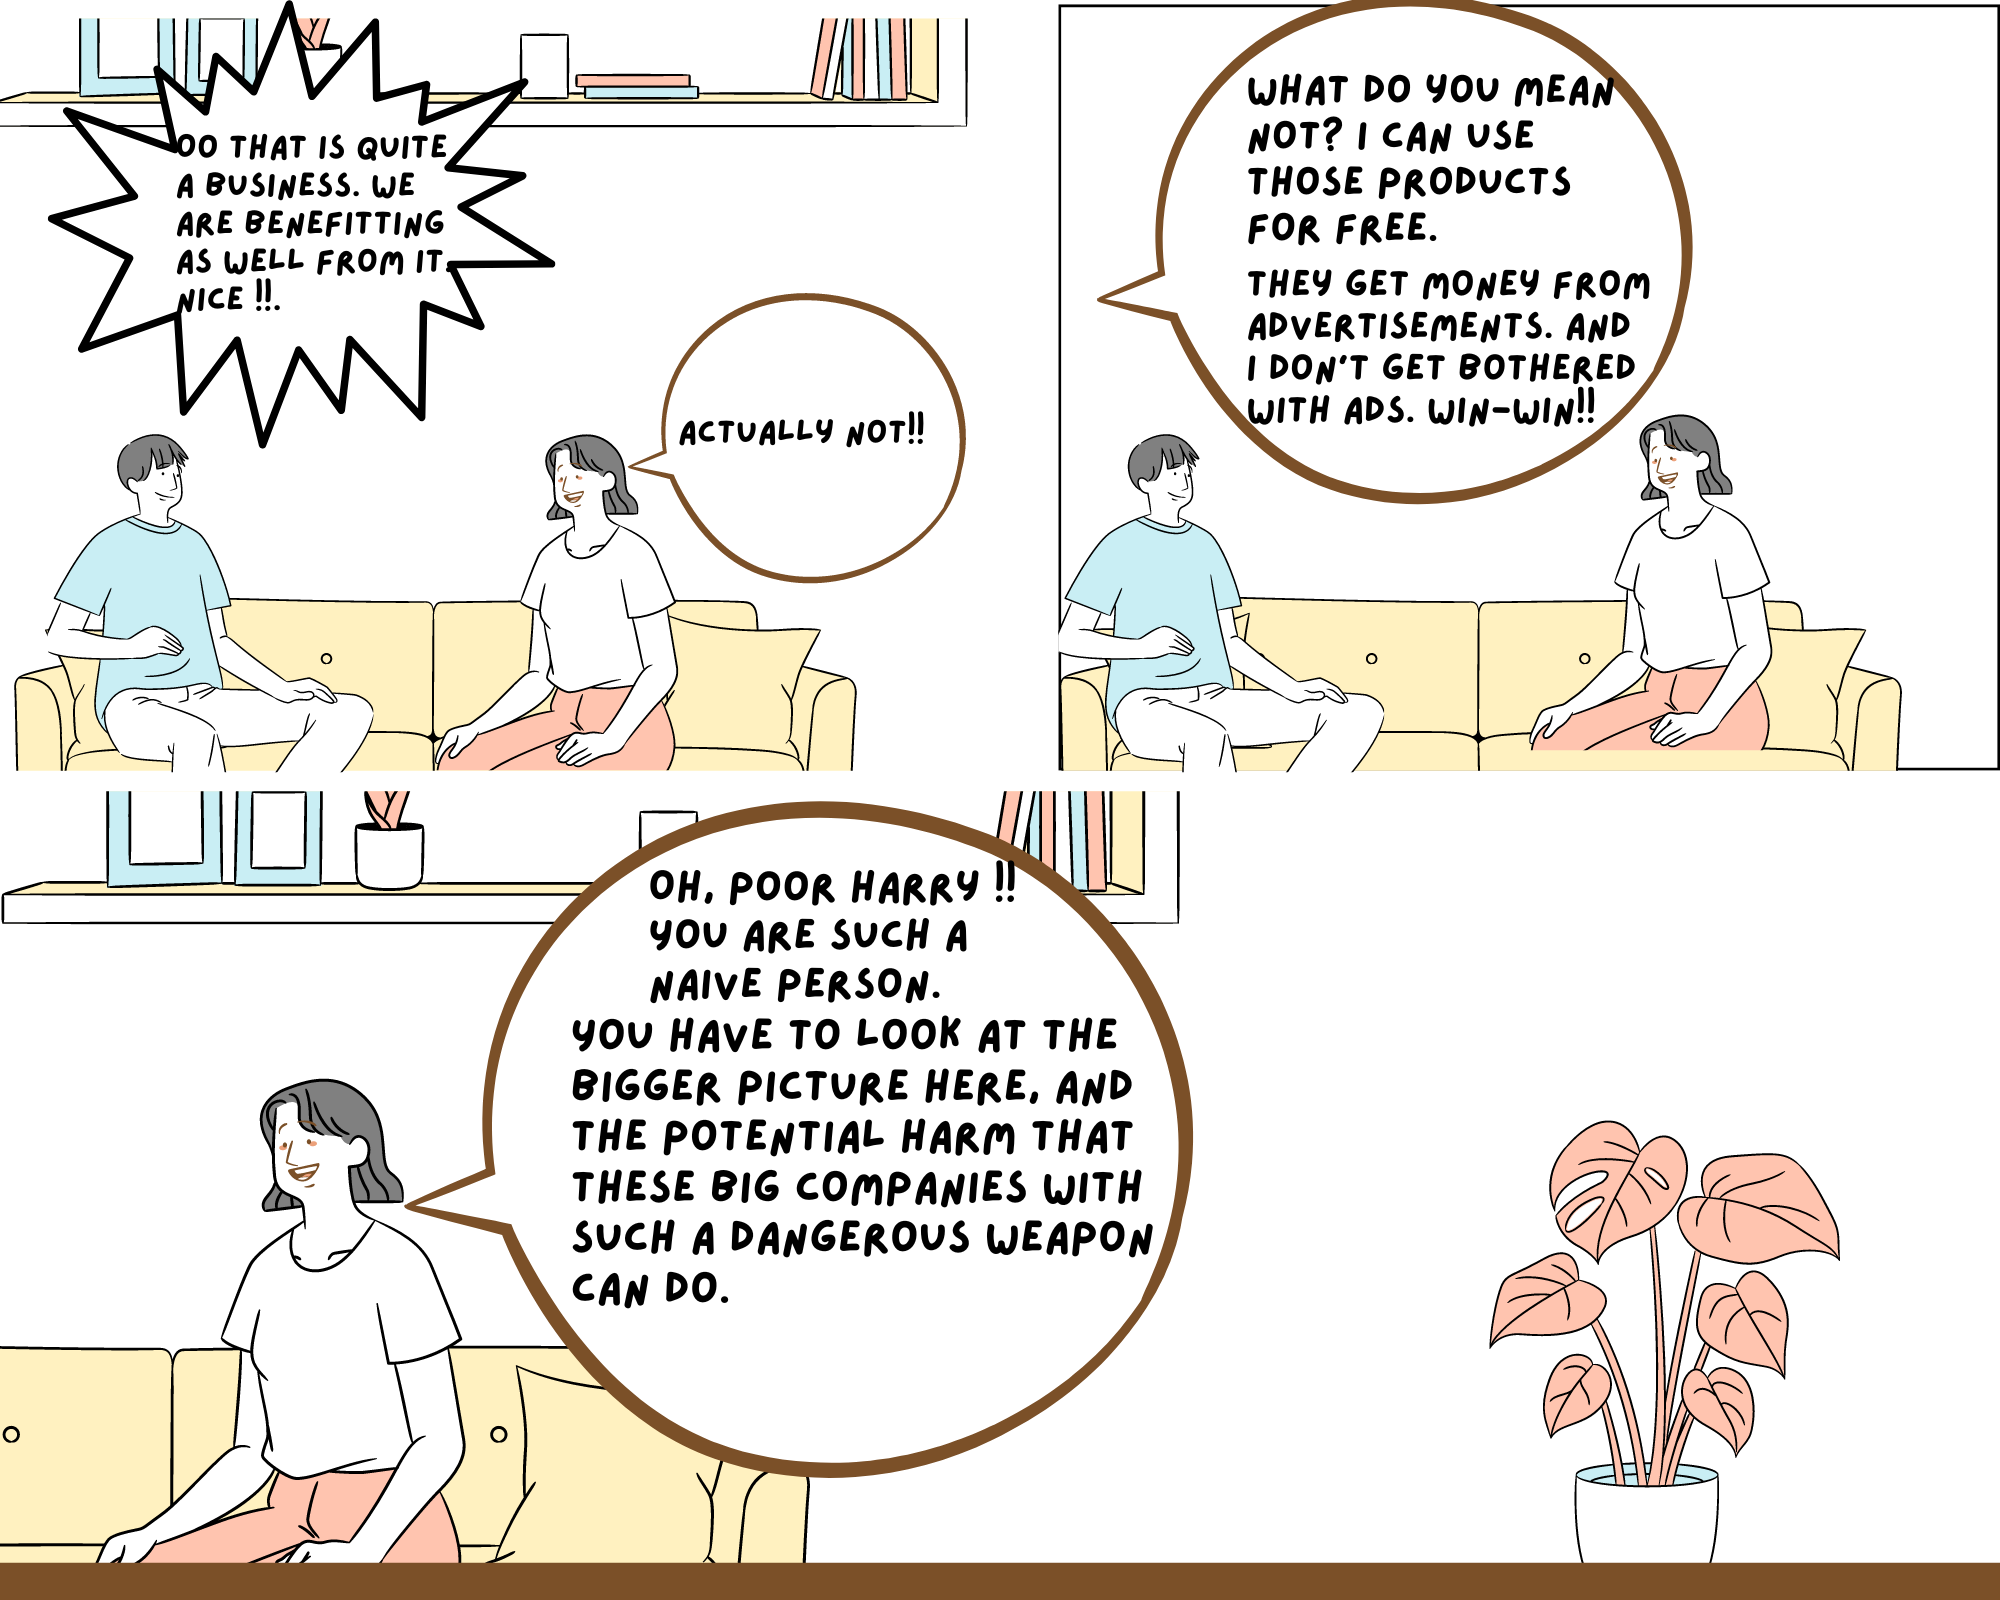 OO THAT IS QUITE
A BUSINESS. WE
ARE BENEFITTING
AS WELL FROM IT.
NICE !!.
ACTUALLY NOT!!
WHAT DO YOU MEAN
NOT? I CAN USE
THOSE PRODUCTS
FOR FREE.
THEY GET MONEY FROM
ADVERTISEMENTS. AND
I DON'T GET BOTHERED
WITH ADS. WIN-WIN!!
OH, POOR HARRY !!
YOU ARE SUCH A
NAIVE PERSON.
YOU HAVE TO LOOK AT THE
BIGGER PICTURE HERE, AND
THE POTENTIAL HARM THAT
THESE BIG COMPANIES WITH
SUCH A DANGEROUS WEAPON
CAN DO.